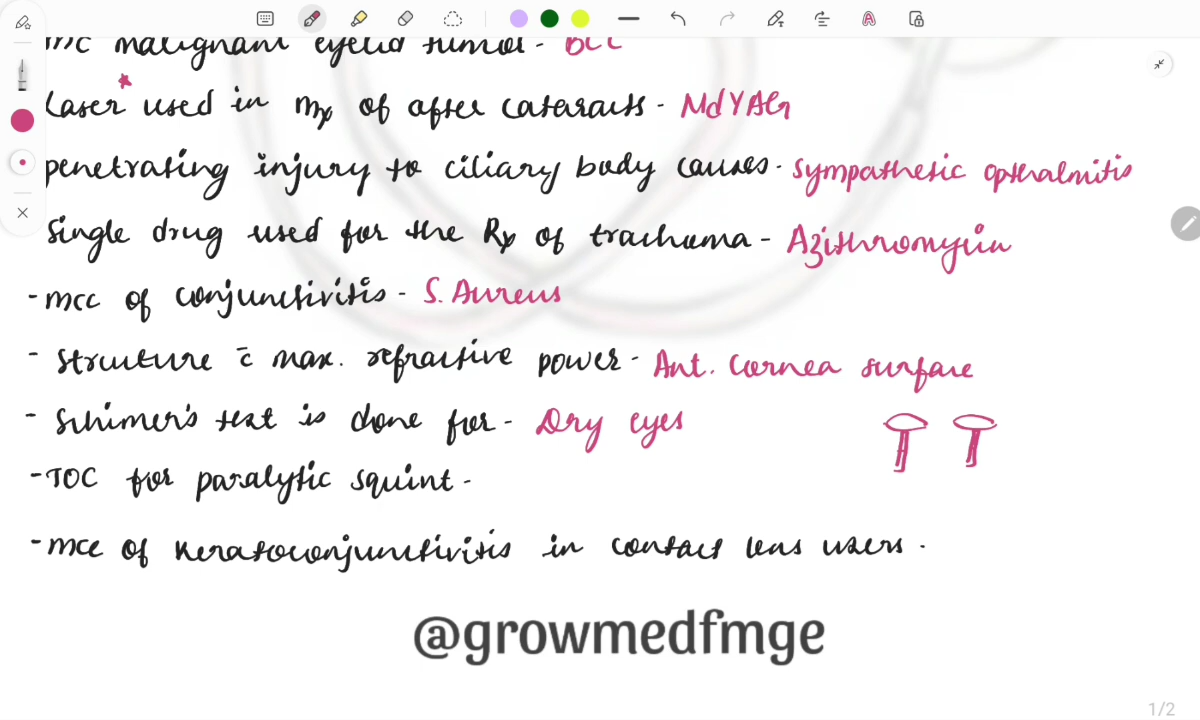 mc malignant eyelid tumor - BCC
Laser used in Mx of after cataracts - NdYAG
penetrating injury to ciliary body causes - Sympathetic opthalmitis
Single drug used for the Rx of trachoma - Azithromycin
- mcc of conjunctivitis - S. Aureus
- Structure c̄ max. refractive power - Ant. Cornea surface
- Schimer's test is done for - Dry eyes
- TOC for paralytic squint -
- mcc of keratoconjunctivitis in contact lens users -
@growmedfmge
1/2